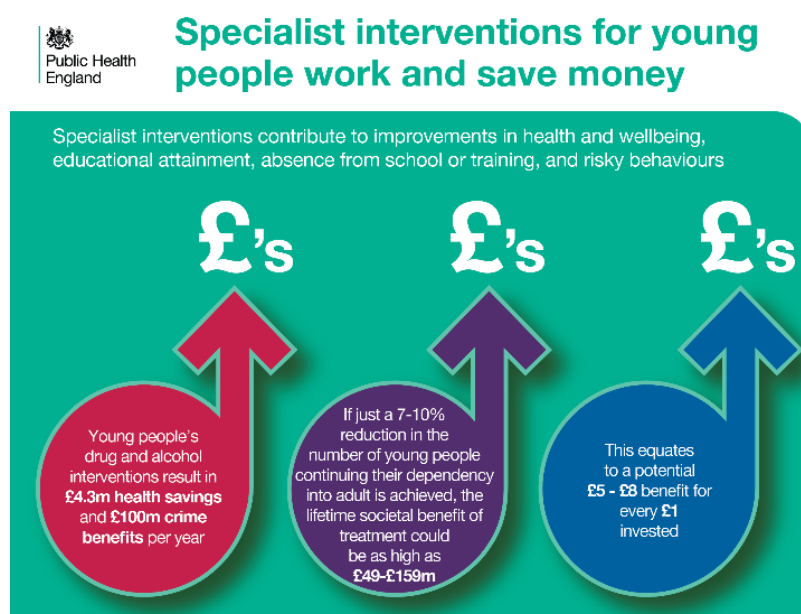 Public Health
England
Specialist interventions for young
people work and save money
Specialist interventions contribute to improvements in health and wellbeing,
educational attainment, absence from school or training, and risky behaviours
£’s
£’s
£’s
Young people’s
drug and alcohol
interventions result in
£4.3m health savings
and £100m crime
benefits per year
If just a 7-10%
reduction in the
number of young people
continuing their dependency
into adult is achieved, the
lifetime societal benefit of
treatment could
be as high as
£49-£159m
This equates
to a potential
£5 - £8 benefit for
every £1
invested